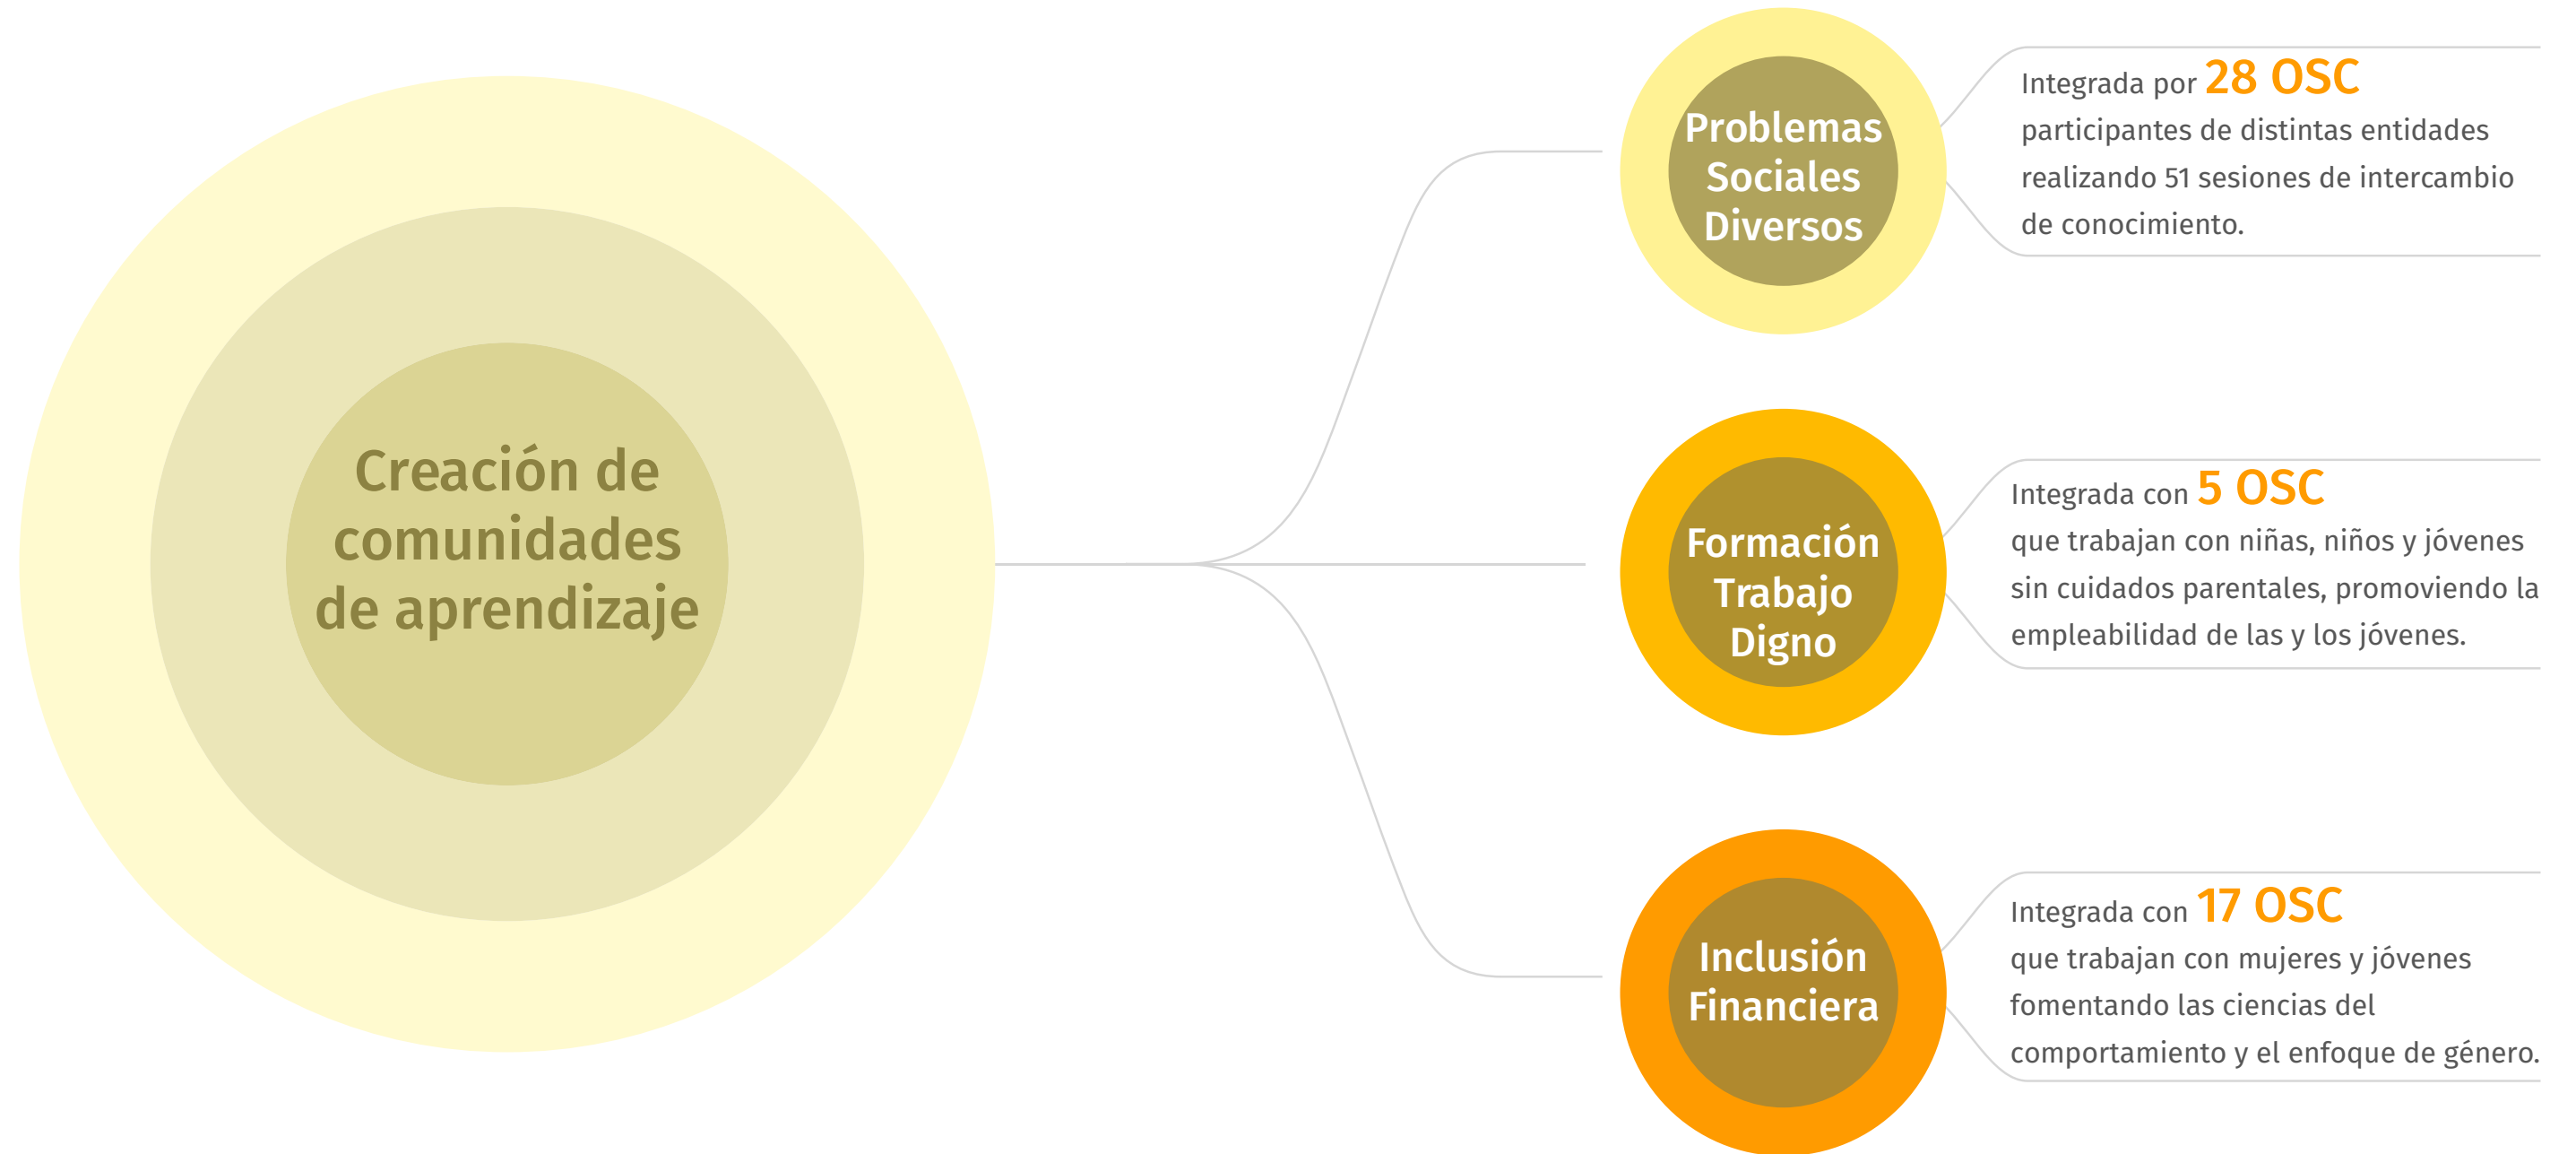 Creación de
comunidades
de aprendizaje
Problemas
Sociales
Diversos
Integrada por 28 OSC
participantes de distintas entidades
realizando 51 sesiones de intercambio
de conocimiento.
Formación
Trabajo
Digno
Integrada con 5 OSC
que trabajan con niñas, niños y jóvenes
sin cuidados parentales, promoviendo la
empleabilidad de las y los jóvenes.
Inclusión
Financiera
Integrada con 17 OSC
que trabajan con mujeres y jóvenes
fomentando las ciencias del
comportamiento y el enfoque de género.